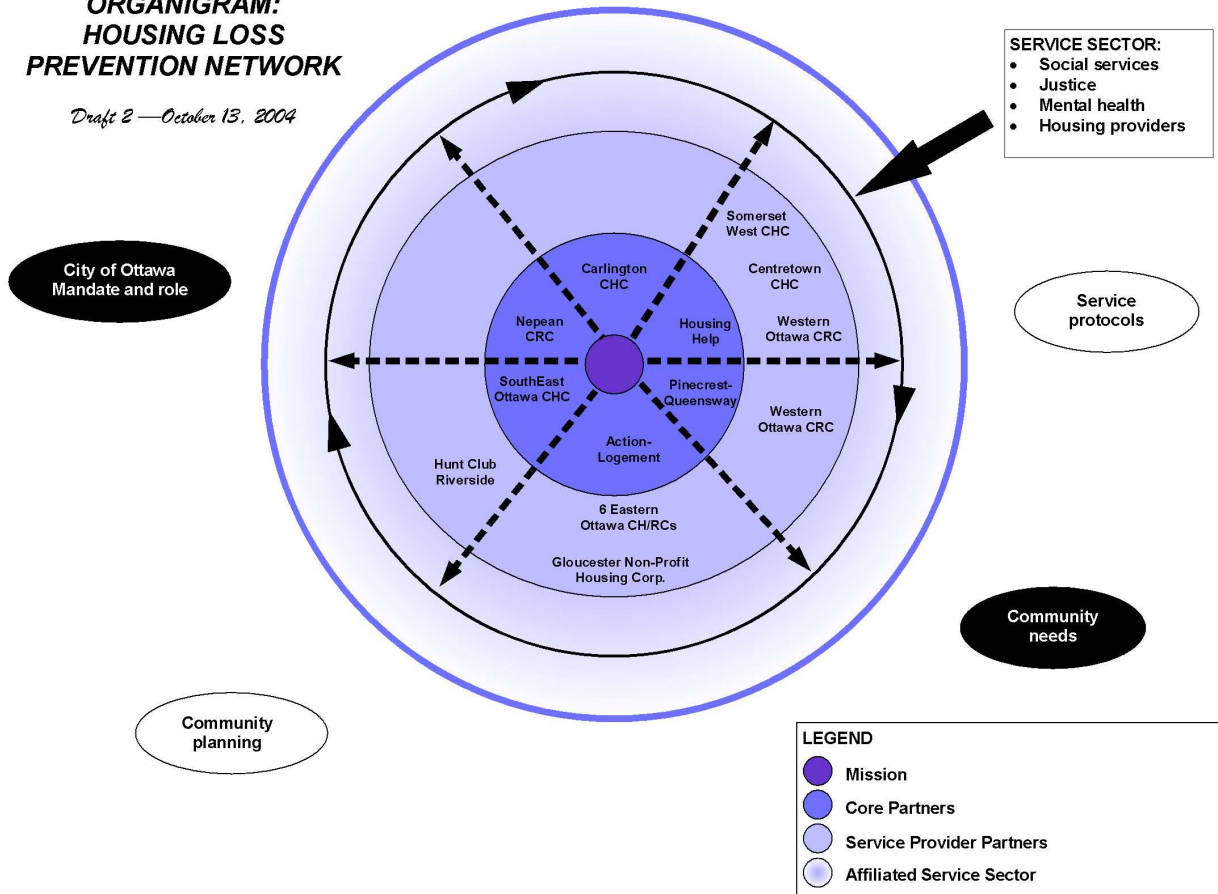 ORGANIGRAM:
HOUSING LOSS
PREVENTION NETWORK
Draft 2 —October 13, 2004
SERVICE SECTOR:
• Social services
• Justice
• Mental health
• Housing providers
City of Ottawa
Mandate and role
Service
protocols
Community
needs
Community
planning
Somerset
West CHC
Centretown
CHC
Western
Ottawa CRC
Western
Ottawa CRC
Carlington
CHC
Nepean
CRC
Housing
Help
SouthEast
Ottawa CHC
Pinecrest-
Queensway
Action-
Logement
Hunt Club
Riverside
6 Eastern
Ottawa CH/RCs
Gloucester Non-Profit
Housing Corp.
LEGEND
Mission
Core Partners
Service Provider Partners
Affiliated Service Sector